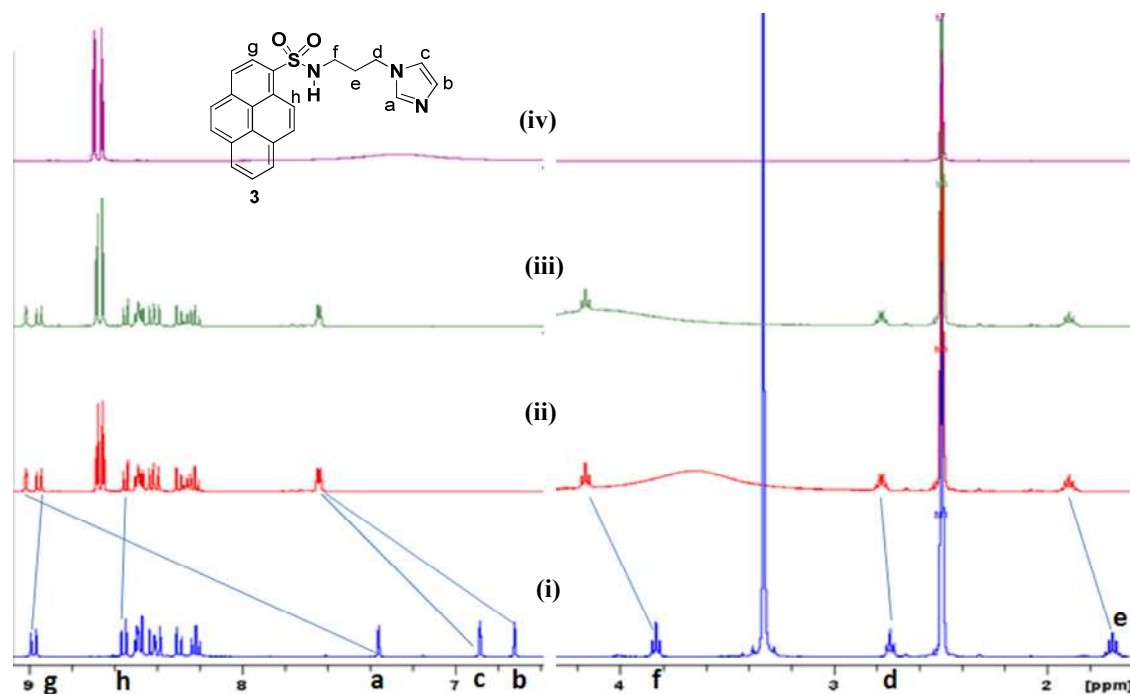 O O
g S f d c
N N
H e b
h a N
3
(iv)
(iii)
(ii)
(i)
e
9 8 7 4 3 2 [ppm]
g h a c b f d